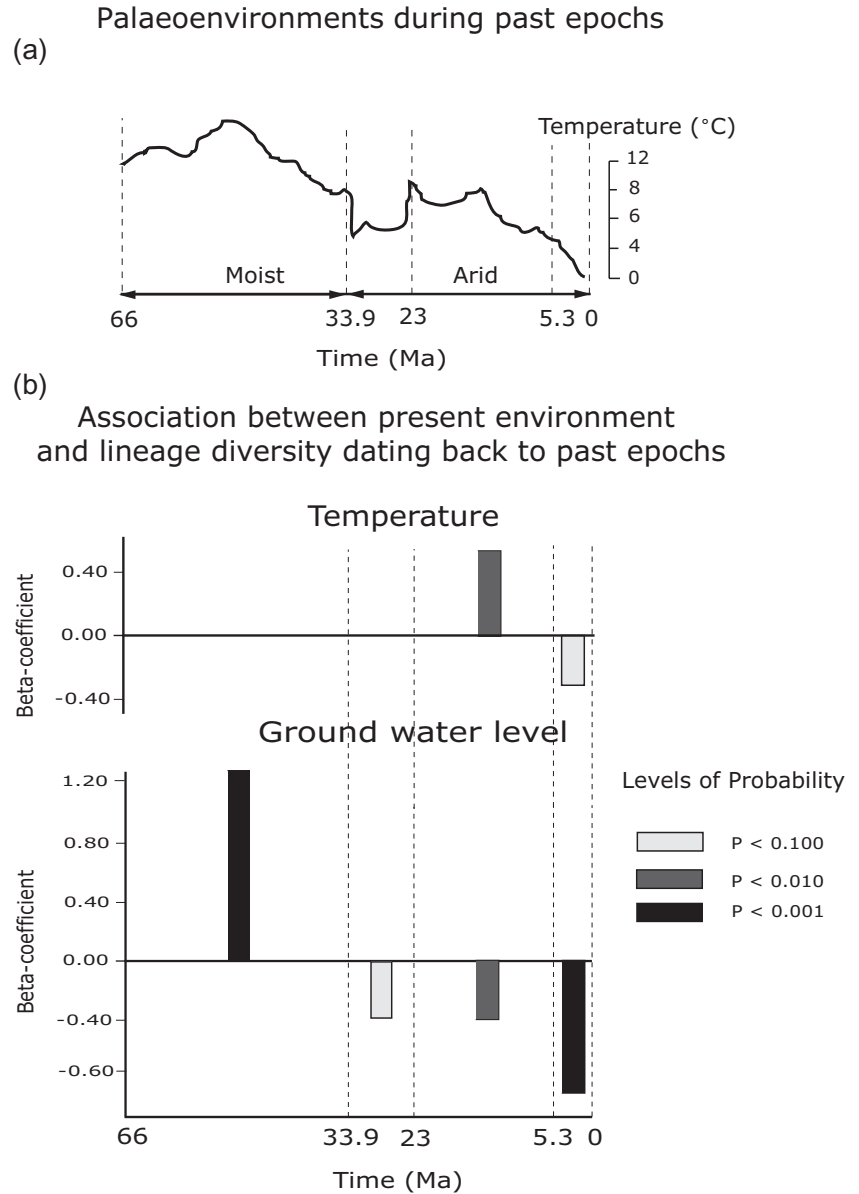 Palaeoenvironments during past epochs
(a)
Temperature (°C)
12
8
6
4
0
Moist
Arid
66
33.9
23
5.3
0
Time (Ma)
(b)
Association between present environment
and lineage diversity dating back to past epochs
Temperature
Beta-coefficient
0.40
0.00
-0.40
Ground water level
Beta-coefficient
1.20
0.80
0.40
0.00
-0.40
-0.60
66
33.9
23
5.3
0
Time (Ma)
Levels of Probability
P < 0.100
P < 0.010
P < 0.001